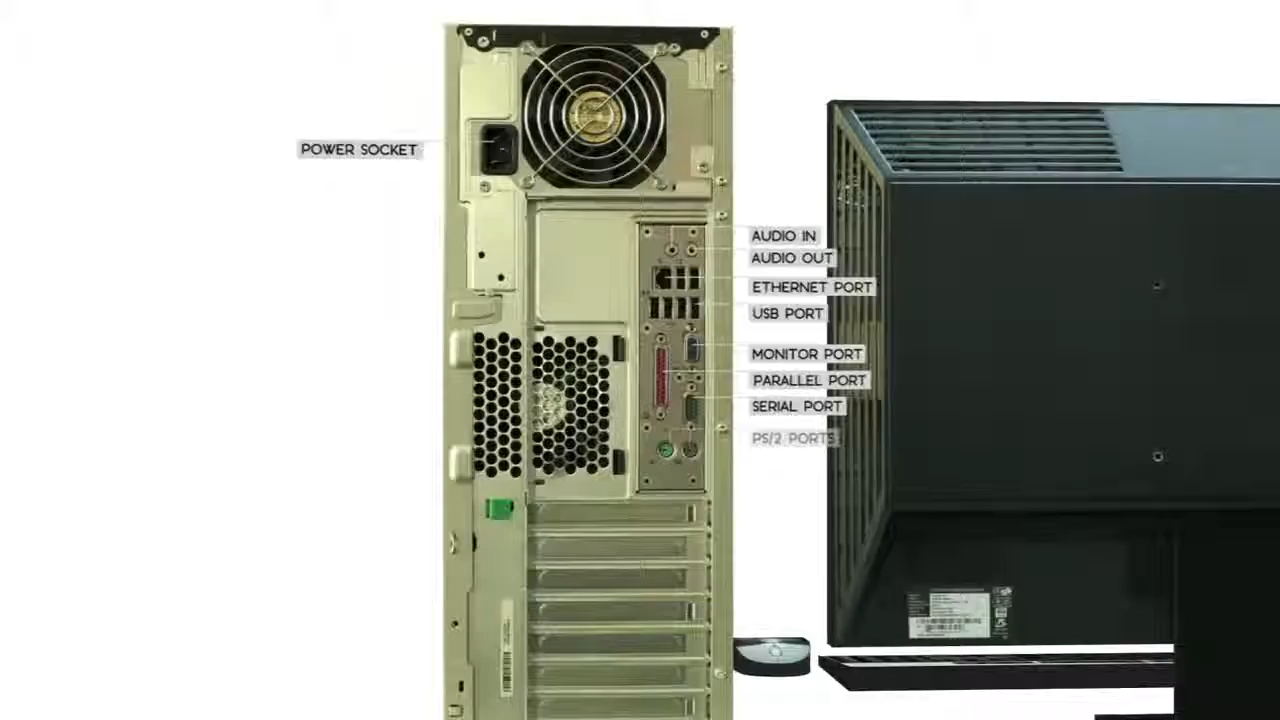 POWER SOCKET
AUDIO IN
AUDIO OUT
ETHERNET PORT
USB PORT
MONITOR PORT
PARALLEL PORT
SERIAL PORT
PS/2 PORTS